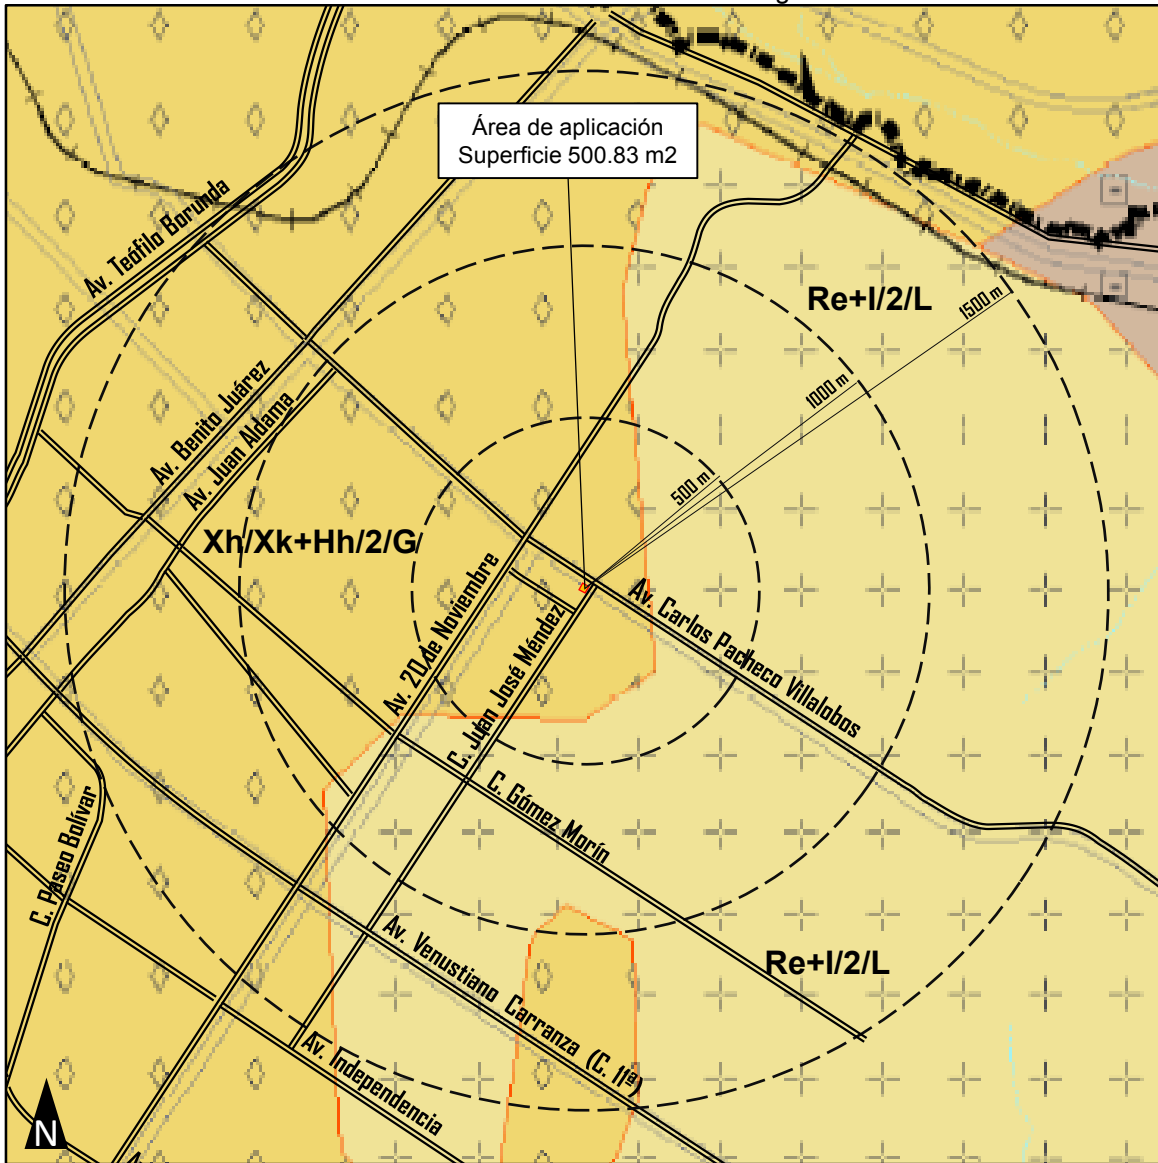 Área de aplicación
Superficie 500.83 m2
Av. Teófilo Borunda
Re+I/2/L
1500 m
1000 m
500 m
Av. Benito Juárez
Av. Juan Aldama
Xh/Xk+Hh/2/G
Av. 20 de Noviembre
C. Juan José Méndez
Av. Carlos Pacheco Villalobos
C. Paseo Bolívar
C. Gómez Morín
Av. Venustiano Carranza (C. 11ª)
Re+I/2/L
Av. Independencia
N